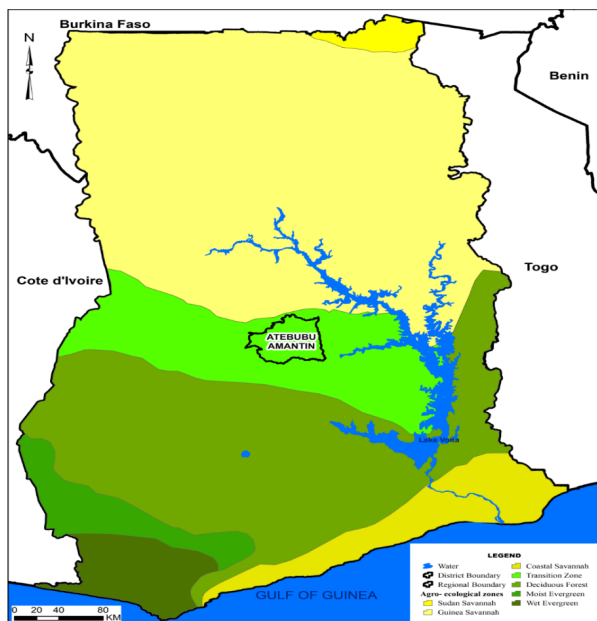 Burkina Faso
N
Benin
Togo
Cote d'Ivoire
ATEBUBU
AMANTIN
Lake Volta
GULF OF GUINEA
0 20 40 80
KM
LEGEND
Water
District Boundary
Regional Boundary
Agro- ecological zones
Sudan Savannah
Guinea Savannah
Coastal Savannah
Transition Zone
Deciduous Forest
Moist Evergreen
Wet Evergreen